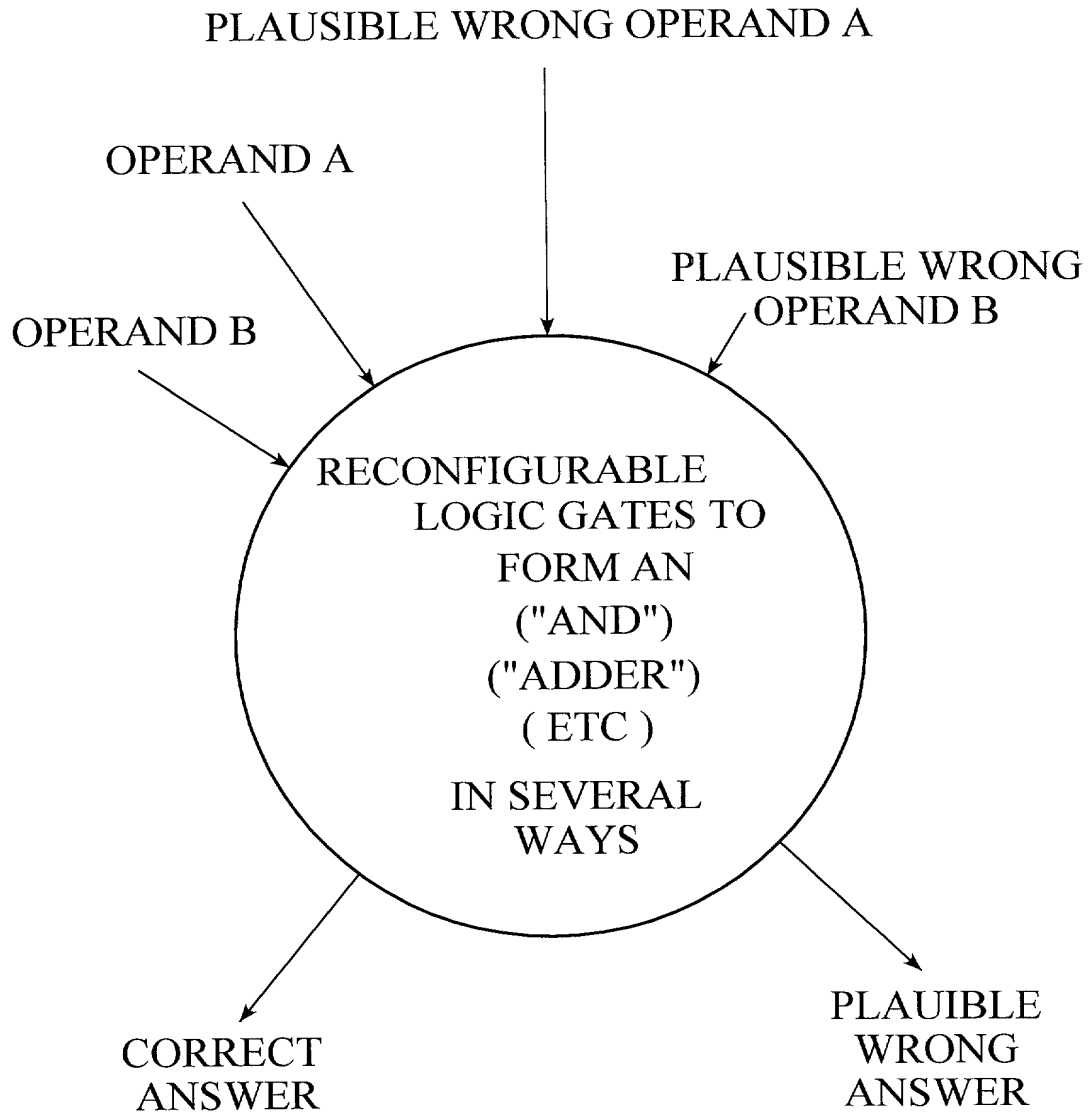 PLAUSIBLE WRONG OPERAND A
OPERAND A
PLAUSIBLE WRONG
OPERAND B
OPERAND B
RECONFIGURABLE
LOGIC GATES TO
FORM AN
("AND")
("ADDER")
( ETC )
IN SEVERAL
WAYS
CORRECT
ANSWER
PLAUIBLE
WRONG
ANSWER